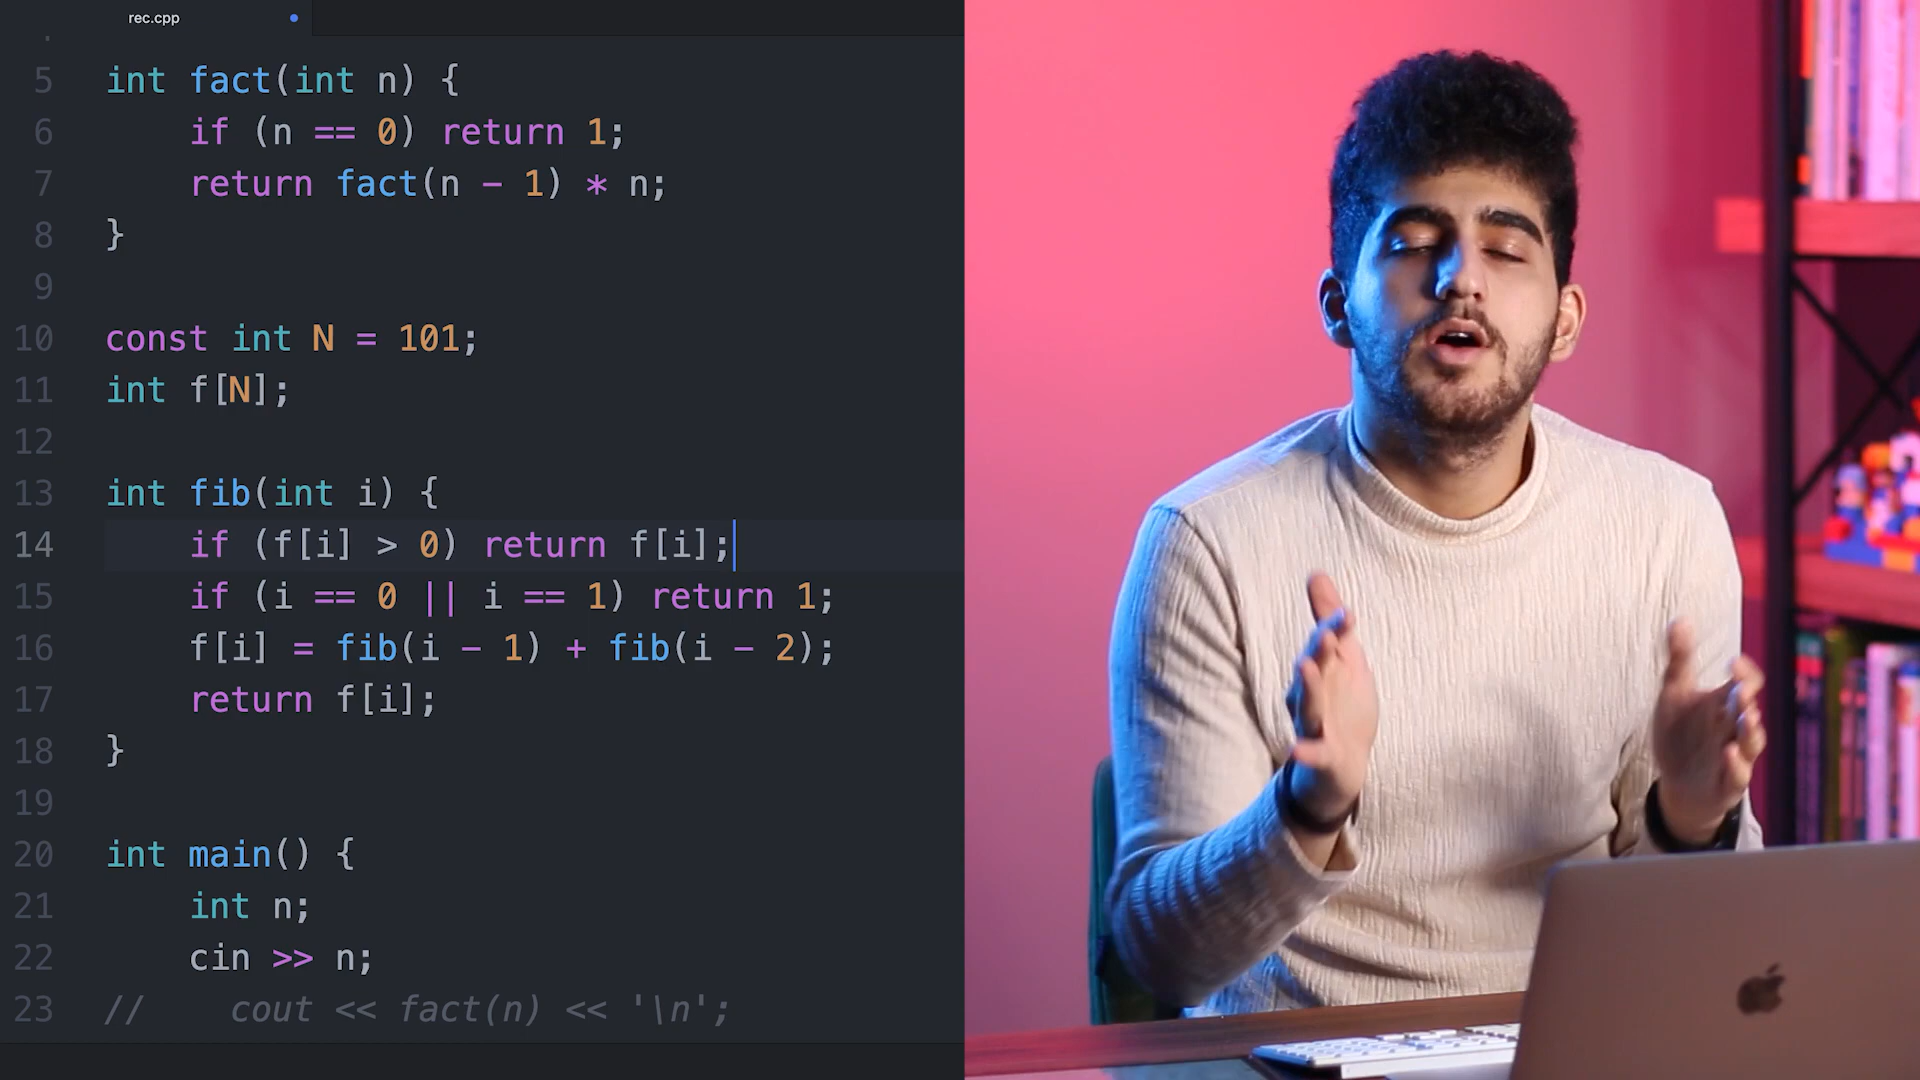 rec.cpp
5 int fact(int n) {
6 if (n == 0) return 1;
7 return fact(n - 1) * n;
8 }
9
10 const int N = 101;
11 int f[N];
12
13 int fib(int i) {
14 if (f[i] > 0) return f[i];
15 if (i == 0 || i == 1) return 1;
16 f[i] = fib(i - 1) + fib(i - 2);
17 return f[i];
18 }
19
20 int main() {
21 int n;
22 cin >> n;
23 // cout << fact(n) << '\n';